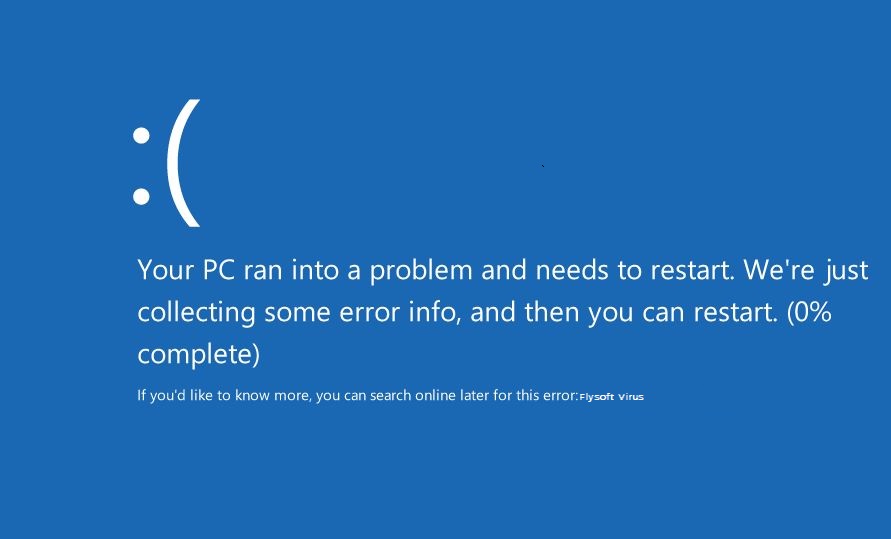 :(
Your PC ran into a problem and needs to restart. We're just
collecting some error info, and then you can restart. (0%
complete)
If you'd like to know more, you can search online later for this error:Flysoft Virus